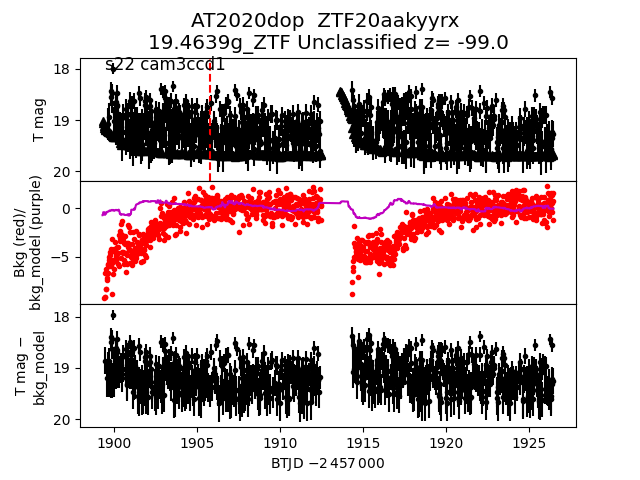 AT2020dop  ZTF20aakyyrx
19.4639g_ZTF Unclassified z= -99.0
s22 cam3ccd1
18
19
20
T mag
0
−5
Bkg (red)/
bkg_model (purple)
18
19
20
T mag −
bkg_model
1900
1905
1910
1915
1920
1925
BTJD −2 457 000